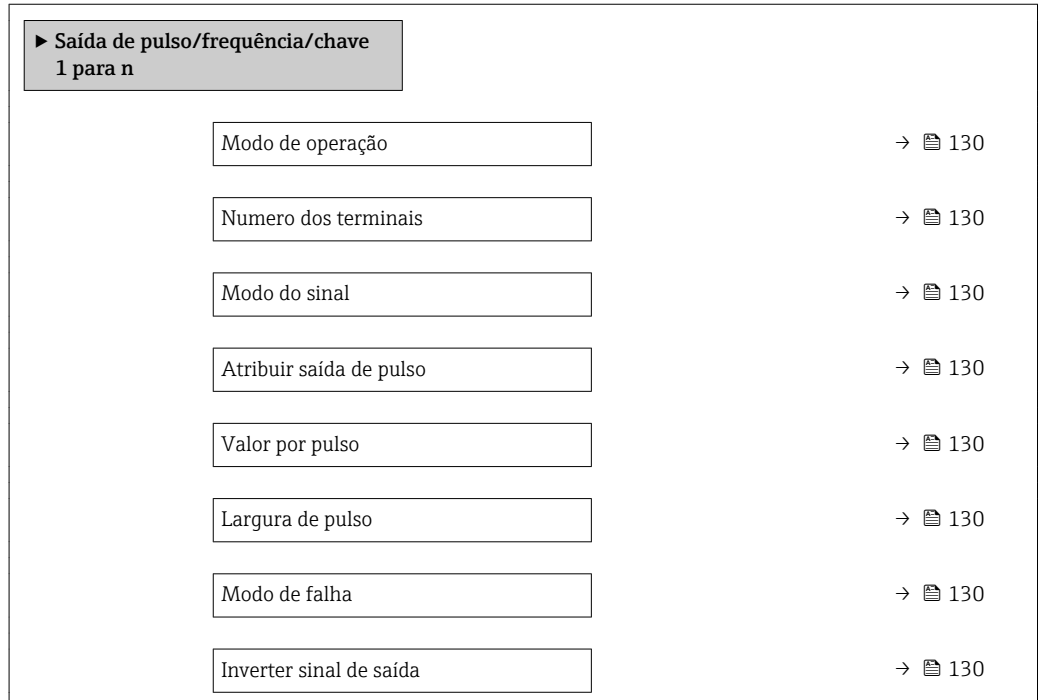 ▶ Saída de pulso/frequência/chave
1 para n
Modo de operação → 130
Numero dos terminais → 130
Modo do sinal → 130
Atribuir saída de pulso → 130
Valor por pulso → 130
Largura de pulso → 130
Modo de falha → 130
Inverter sinal de saída → 130